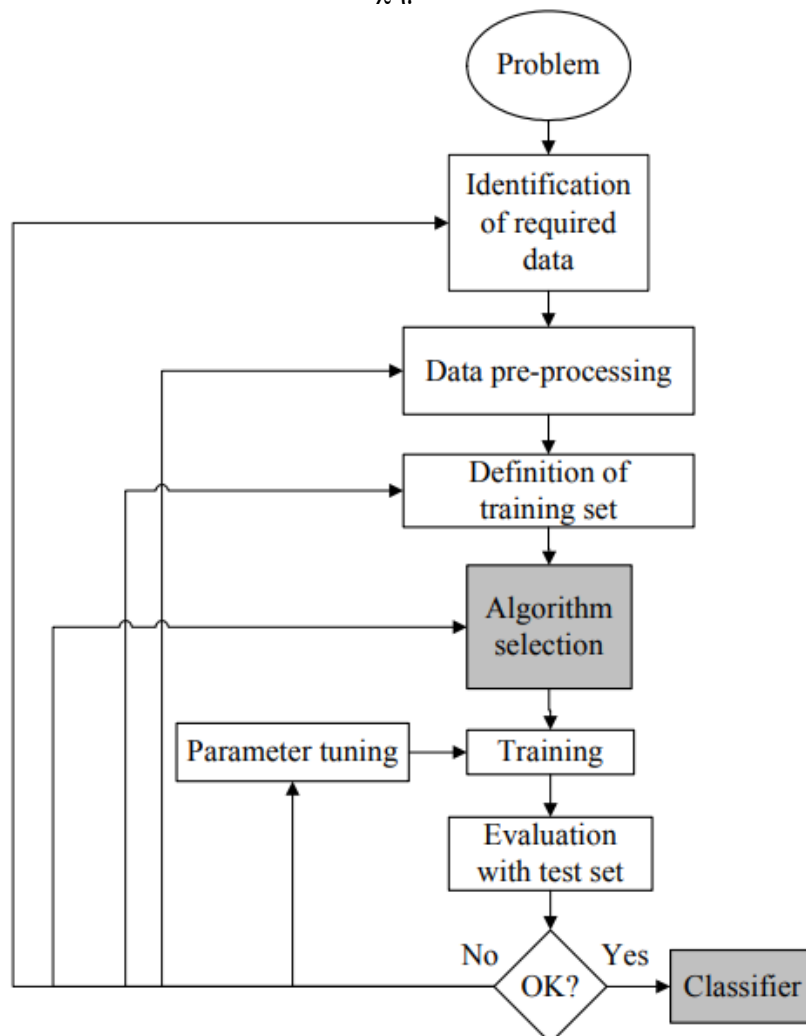 Problem
Identification
of required
data
Data pre-processing
Definition of
training set
Algorithm
selection
Parameter tuning
Training
Evaluation
with test set
No
OK?
Yes
Classifier